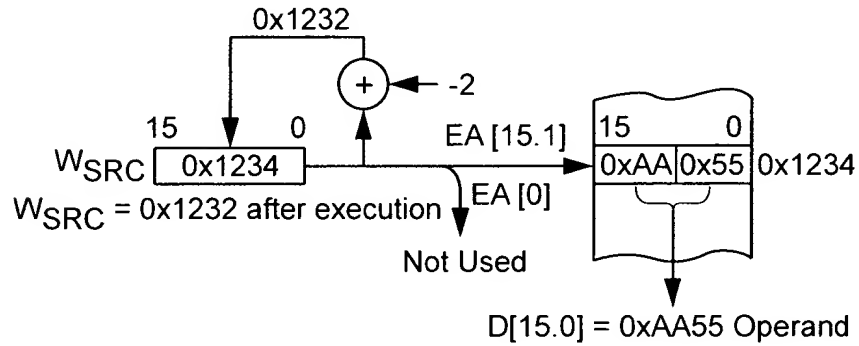 0x1232
+
-2
15 0
EA [15.1]
15 0
WSRC 0x1234
0xAA 0x55 0x1234
EA [0]
WSRC = 0x1232 after execution
Not Used
D[15.0] = 0xAA55 Operand